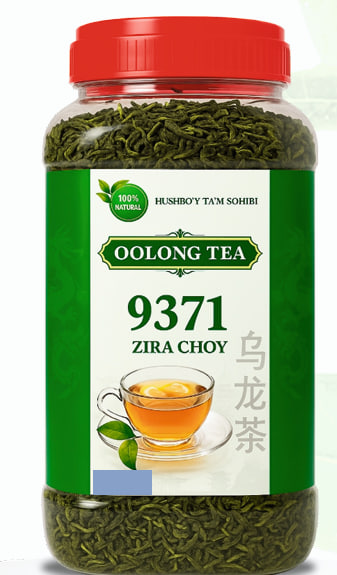 100%
NATURAL
HUSHBO'Y TA'M SOHIBI
OOLONG TEA
9371
ZIRA CHOY
乌龙茶